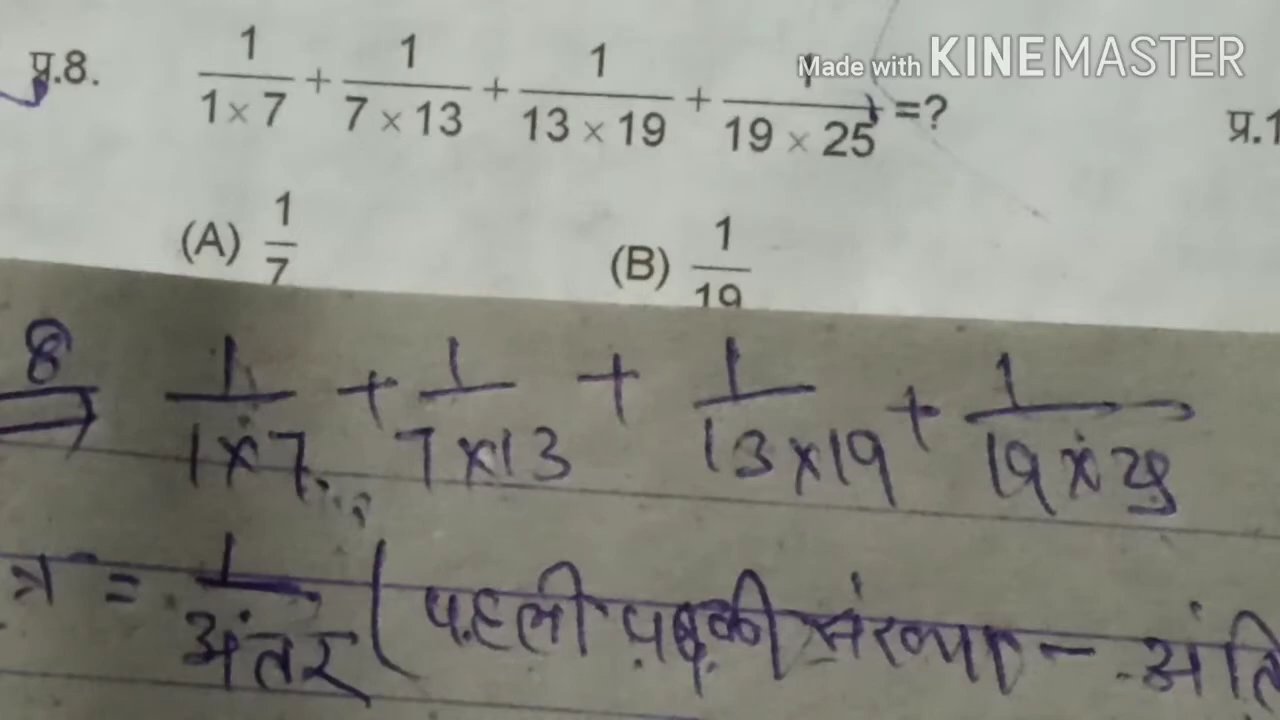 Made with KINEMASTER
प्र.8. 1/(1 × 7) + 1/(7 × 13) + 1/(13 × 19) + 1/(19 × 25) =?
प्र.1
(A) 1/7 (B) 1/19
8 1/(1×7) + 1/(7×13) + 1/(13×19) + 1/(19×25)
= 1/अंतर ( पहली पद की संख्या - अंति